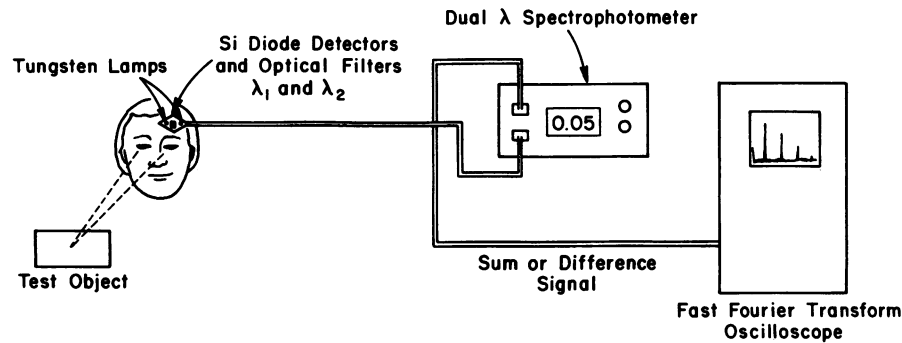 Dual λ Spectrophotometer
Si Diode Detectors
and Optical Filters
λ₁ and λ₂
Tungsten Lamps
0.05
Test Object
Sum or Difference
Signal
Fast Fourier Transform
Oscilloscope